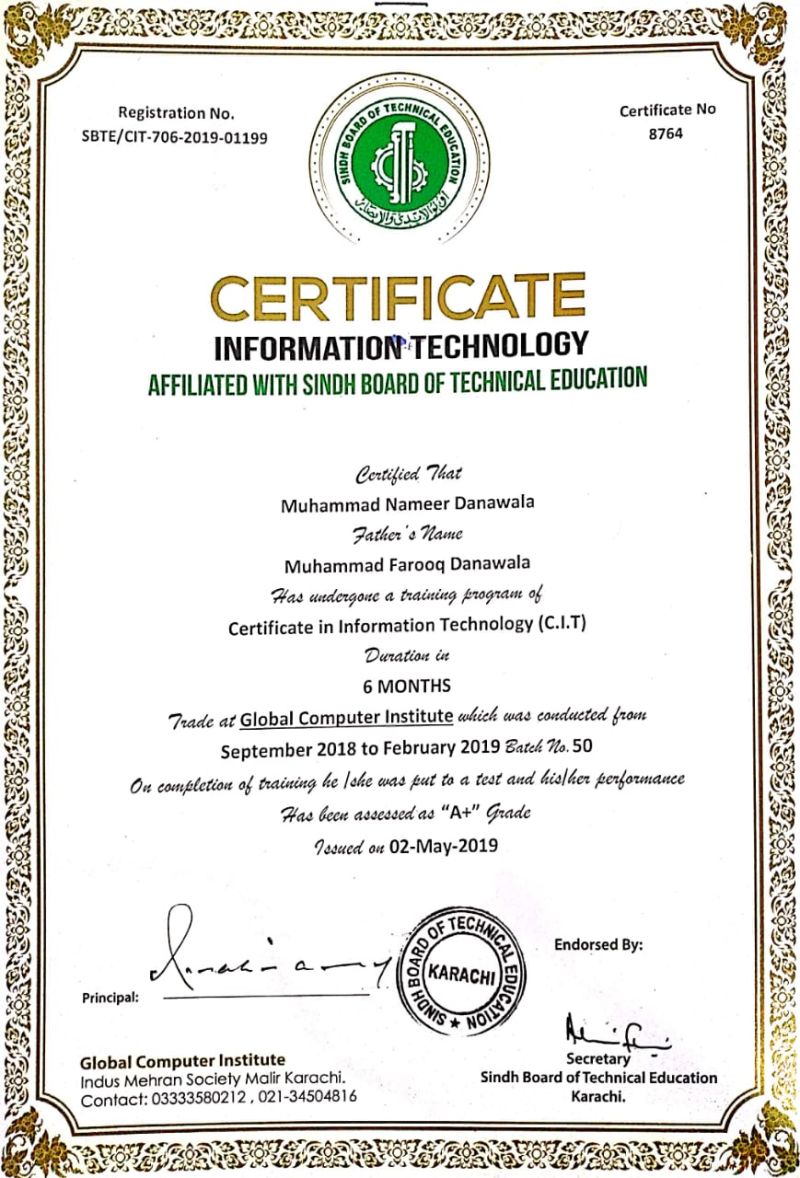 Registration No.
SBTE/CIT-706-2019-01199
SINDH BOARD OF TECHNICAL EDUCATION
Certificate No
8764
CERTIFICATE
INFORMATION TECHNOLOGY
AFFILIATED WITH SINDH BOARD OF TECHNICAL EDUCATION
Certified That
Muhammad Nameer Danawala
Father's Name
Muhammad Farooq Danawala
Has undergone a training program of
Certificate in Information Technology (C.I.T)
Duration in
6 MONTHS
Trade at Global Computer Institute which was conducted from
September 2018 to February 2019 Batch No. 50
On completion of training he /she was put to a test and his/her performance
Has been assessed as “A+” Grade
Issued on 02-May-2019
Principal:
SINDH BOARD OF TECHNICAL EDUCATION
KARACHI
Endorsed By:
Secretary
Sindh Board of Technical Education
Karachi.
Global Computer Institute
Indus Mehran Society Malir Karachi.
Contact: 03333580212 , 021-34504816